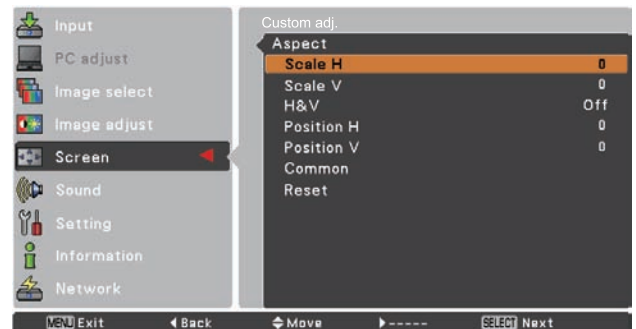 Input
PC adjust
Image select
Image adjust
Screen
Sound
Setting
Information
Network
Custom adj.
Aspect
Scale H 0
Scale V 0
H&V Off
Position H 0
Position V 0
Common
Reset
MENU Exit ◀Back ◆Move ▶----- SELECT Next